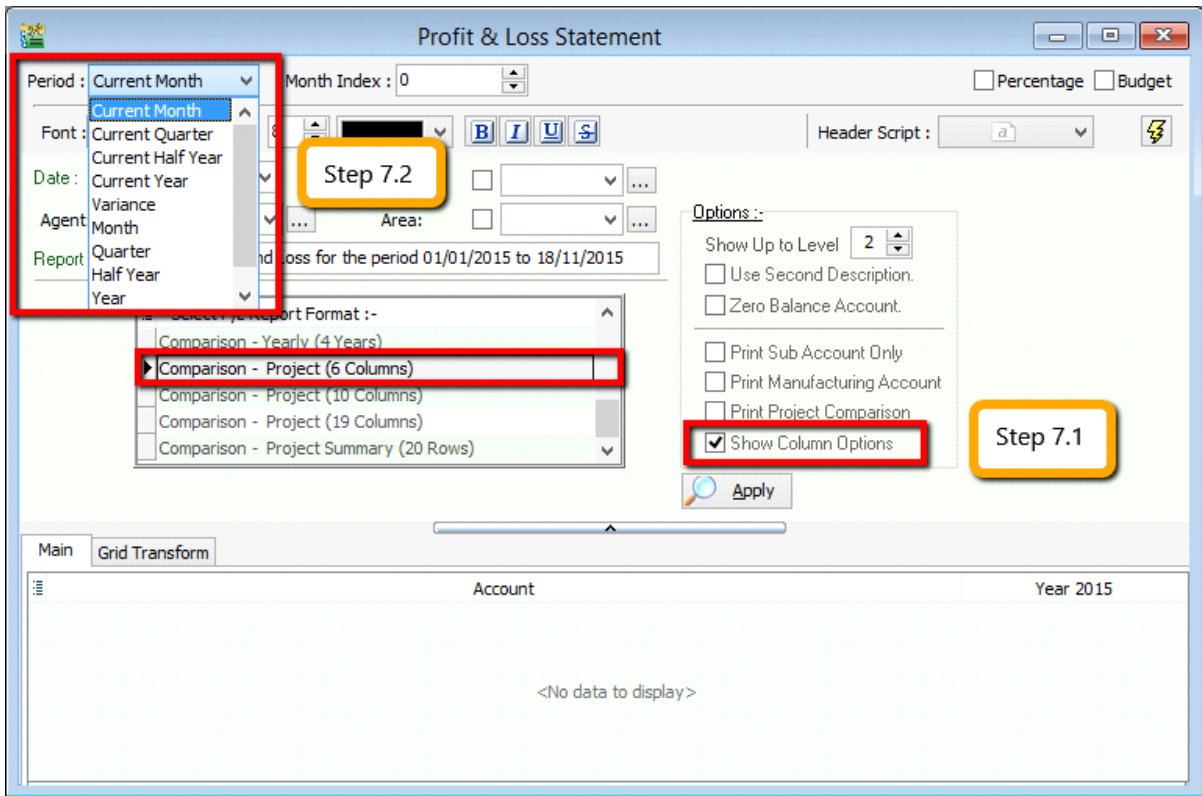 Profit & Loss Statement
Period : Current Month Month Index : 0 Percentage Budget
Current Month
Current Quarter
Current Half Year
Current Year
Variance
Month
Quarter
Half Year
Year
Font : 8 B I U S Header Script : a
Step 7.2
Date :
Agent ... Area: ...
Report nd Loss for the period 01/01/2015 to 18/11/2015
Select P/L Report Format :-
Comparison - Yearly (4 Years)
Comparison - Project (6 Columns)
Comparison - Project (10 Columns)
Comparison - Project (19 Columns)
Comparison - Project Summary (20 Rows)
Options :-
Show Up to Level 2
Use Second Description.
Zero Balance Account.
Print Sub Account Only
Print Manufacturing Account
Print Project Comparison
Show Column Options
Step 7.1
Apply
Main Grid Transform
Account Year 2015
<No data to display>